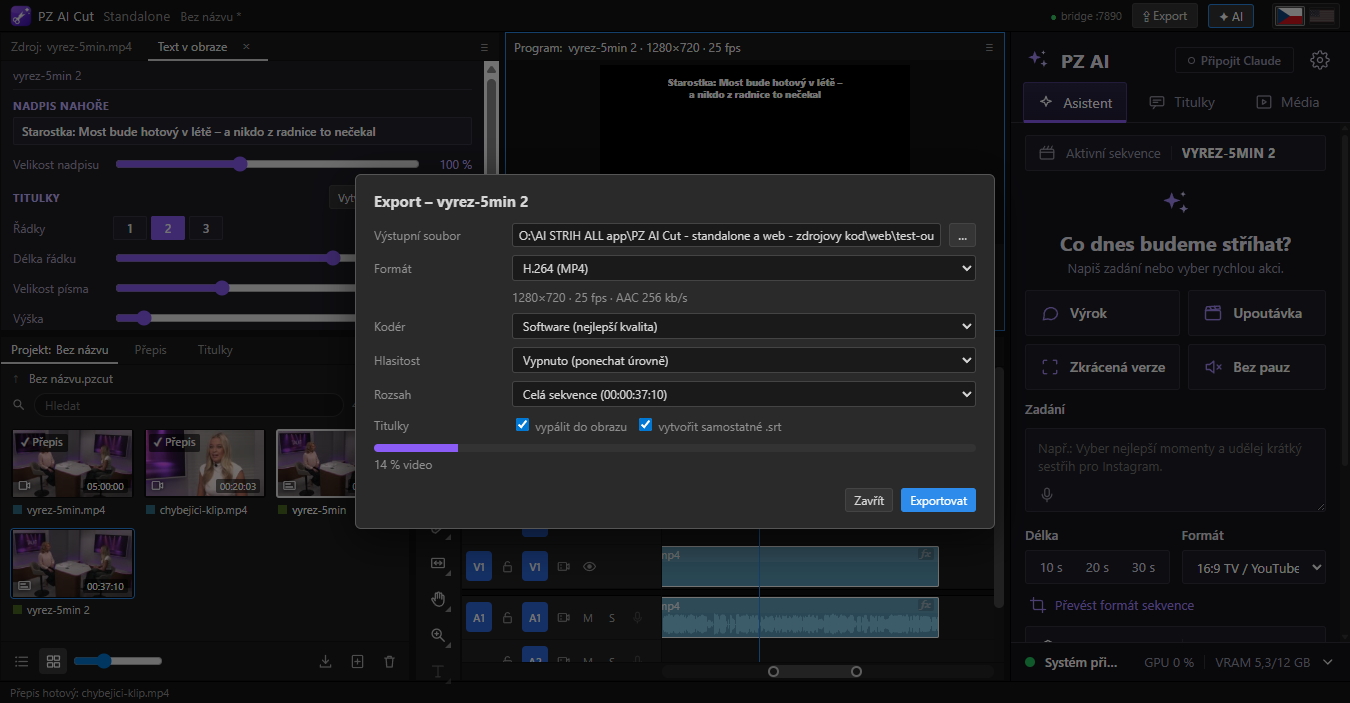 PZ AI Cut Standalone Bez názvu *
bridge :7890
Export
AI
Zdroj: vyrez-5min.mp4
Text v obraze
vyrez-5min 2
NADPIS NAHOŘE
Starostka: Most bude hotový v létě – a nikdo z radnice to nečekal
Velikost nadpisu 100 %
TITULKY
Řádky 1 2 3
Délka řádku
Velikost písma
Výška
Program: vyrez-5min 2 · 1280×720 · 25 fps
Starostka: Most bude hotový v létě –
a nikdo z radnice to nečekal
Export – vyrez-5min 2
Výstupní soubor O:\AI STRIH ALL app\PZ AI Cut - standalone a web - zdrojovy kod\web\test-ou ...
Formát H.264 (MP4)
1280×720 · 25 fps · AAC 256 kb/s
Kodér Software (nejlepší kvalita)
Hlasitost Vypnuto (ponechat úrovně)
Rozsah Celá sekvence (00:00:37:10)
Titulky vypálit do obrazu vytvořit samostatné .srt
14 % video
Zavřít Exportovat
Projekt: Bez názvu Přepis Titulky
Bez názvu.pzcut
Hledat
✓ Přepis
05:00:00
vyrez-5min.mp4
✓ Přepis
00:20:03
chybejici-klip.mp4
vyrez-5min
00:37:10
vyrez-5min 2
V1 V1
mp4 fx
A1 A1 M S
mp4 fx
A2 M S
Přepis hotový: chybejici-klip.mp4
PZ AI
Připojit Claude
Asistent Titulky Média
Aktivní sekvence VYREZ-5MIN 2
Co dnes budeme stříhat?
Napiš zadání nebo vyber rychlou akci.
Výrok Upoutávka
Zkrácená verze Bez pauz
Zadání
Např.: Vyber nejlepší momenty a udělej krátký
sestřih pro Instagram.
Délka Formát
10 s 20 s 30 s 16:9 TV / YouTube
Převést formát sekvence
Systém při... GPU 0 % VRAM 5,3/12 GB